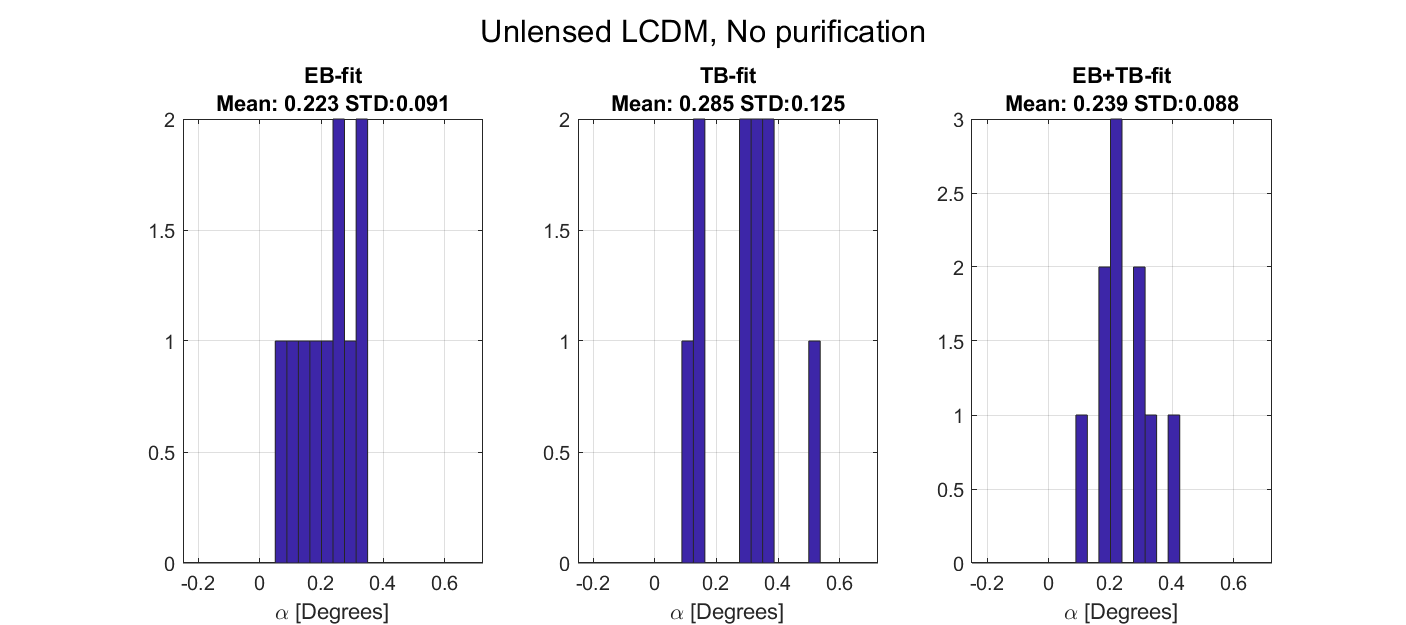 Unlensed LCDM, No purification
EB-fit
Mean: 0.223 STD:0.091
2
1.5
1
0.5
0
-0.2 0 0.2 0.4 0.6
α [Degrees]
TB-fit
Mean: 0.285 STD:0.125
2
1.5
1
0.5
0
-0.2 0 0.2 0.4 0.6
α [Degrees]
EB+TB-fit
Mean: 0.239 STD:0.088
3
2.5
2
1.5
1
0.5
0
-0.2 0 0.2 0.4 0.6
α [Degrees]